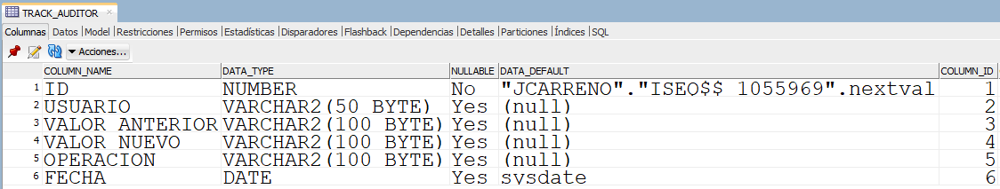 TRACK_AUDITOR
Columnas Datos Model Restricciones Permisos Estadísticas Disparadores Flashback Dependencias Detalles Particiones Índices SQL
Acciones...
COLUMN_NAME DATA_TYPE NULLABLE DATA_DEFAULT COLUMN_ID
1 ID NUMBER No "JCARRENO"."ISEQ$$_1055969".nextval 1
2 USUARIO VARCHAR2(50 BYTE) Yes (null) 2
3 VALOR_ANTERIOR VARCHAR2(100 BYTE) Yes (null) 3
4 VALOR_NUEVO VARCHAR2(100 BYTE) Yes (null) 4
5 OPERACION VARCHAR2(100 BYTE) Yes (null) 5
6 FECHA DATE Yes sysdate 6